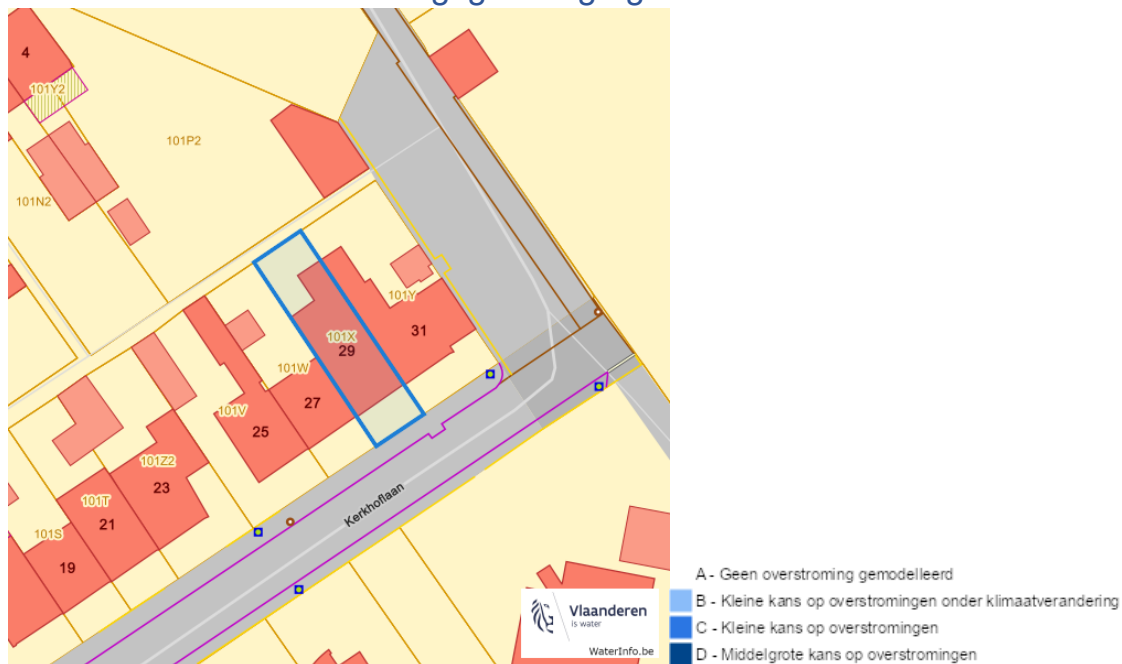 4
101Y2
101P2
101N2
101Y
31
101X
29
101W
27
101V
25
101Z2
23
101T
21
101S
19
Kerkhoflaan
Vlaanderen
is water
WaterInfo.be
A - Geen overstroming gemodelleerd
B - Kleine kans op overstromingen onder klimaatverandering
C - Kleine kans op overstromingen
D - Middelgrote kans op overstromingen